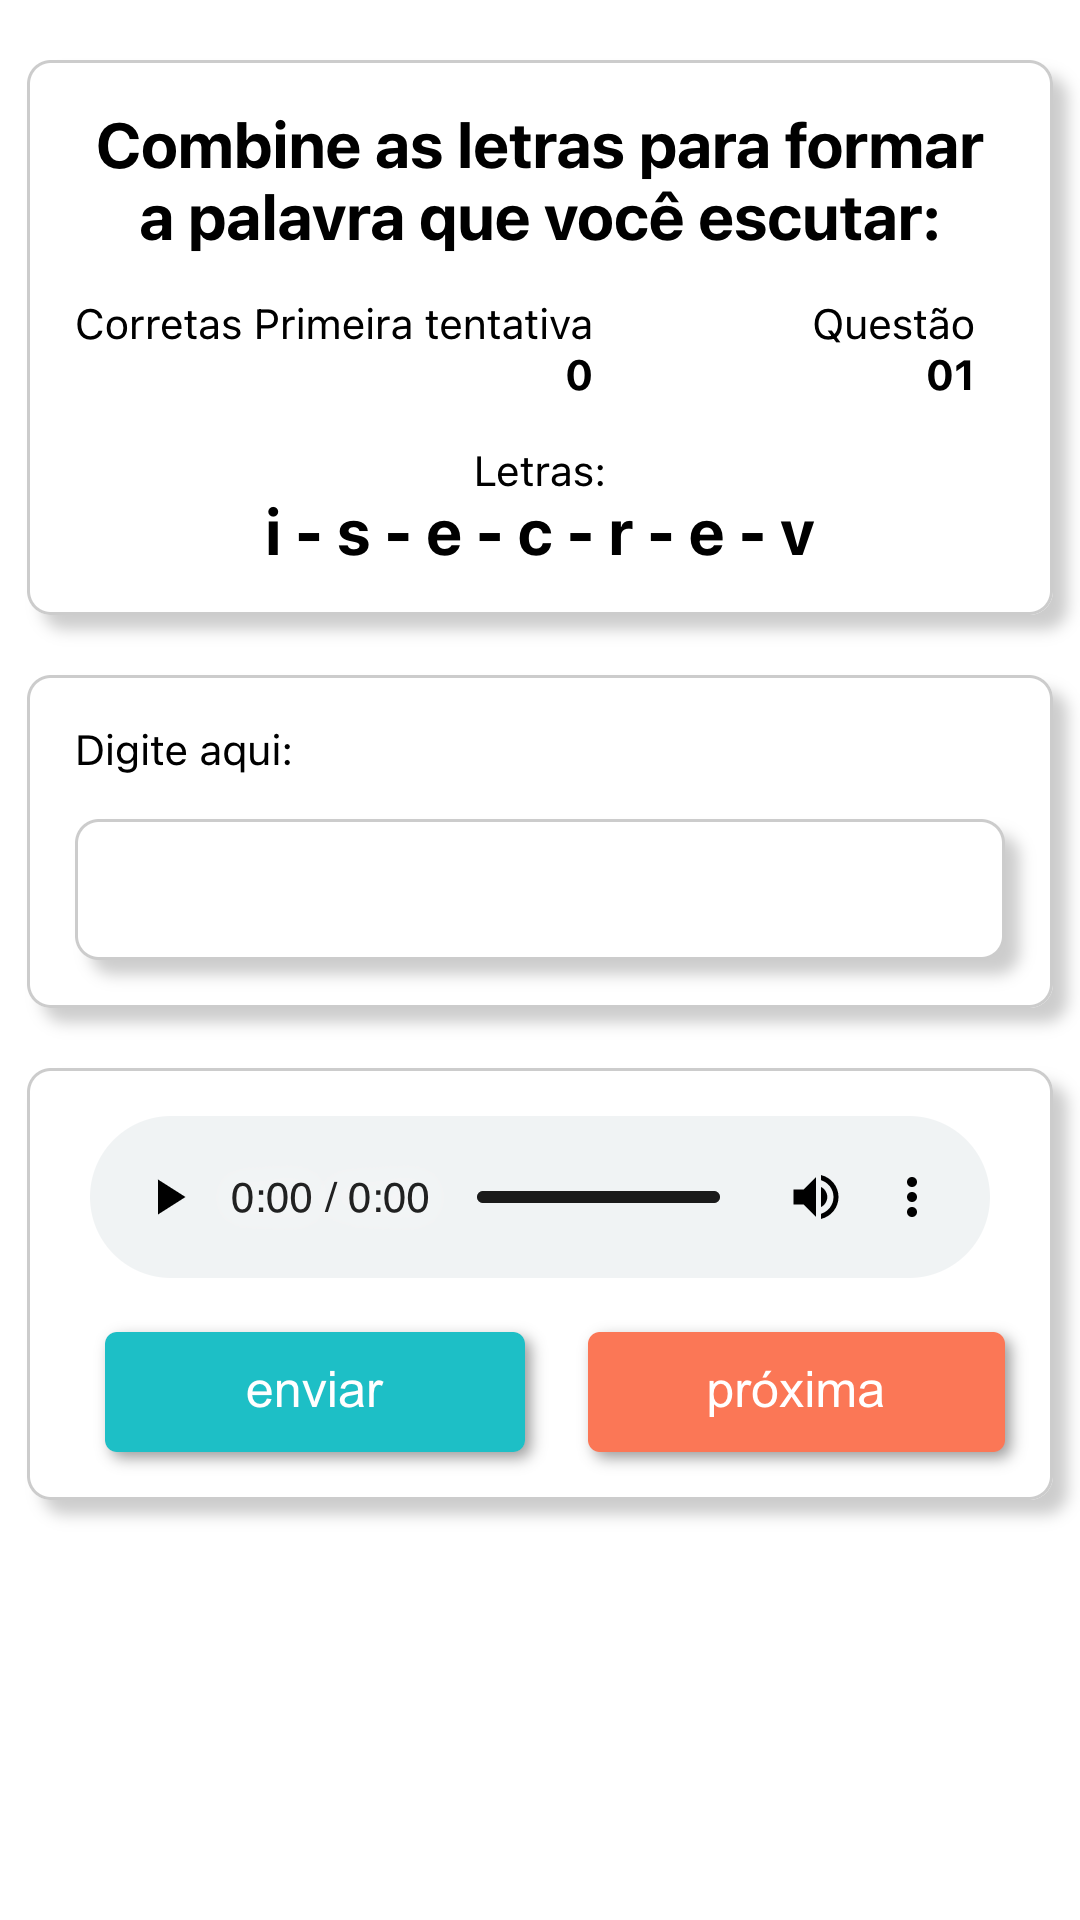 Combine as letras para formar
a palavra que você escutar:
Corretas Primeira tentativa
0
Questão
01
Letras:
i - s - e - c - r - e - v
Digite aqui:
0:00 / 0:00
enviar
próxima